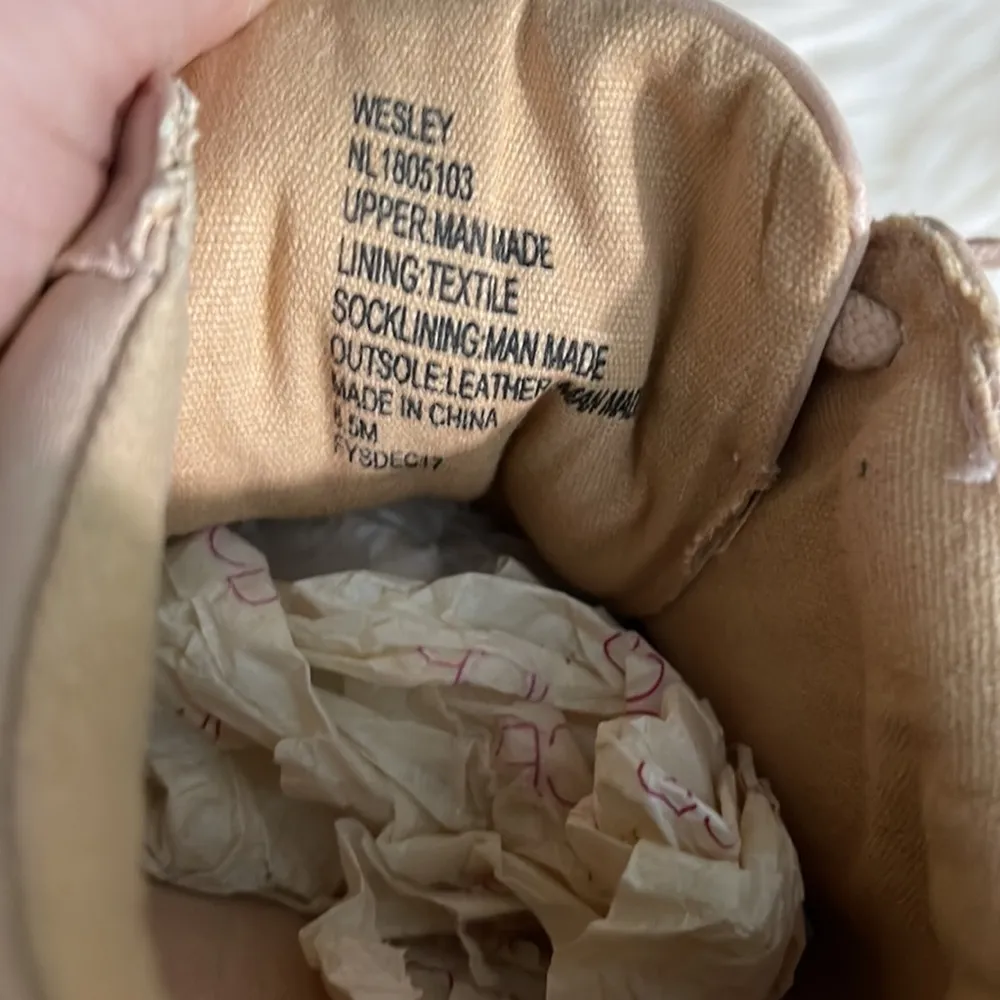 WESLEY
NL1805103
UPPER:MAN MADE
LINING:TEXTILE
SOCKLINING:MAN MADE
OUTSOLE:LEATHER
MADE IN CHINA
FYSDEC17